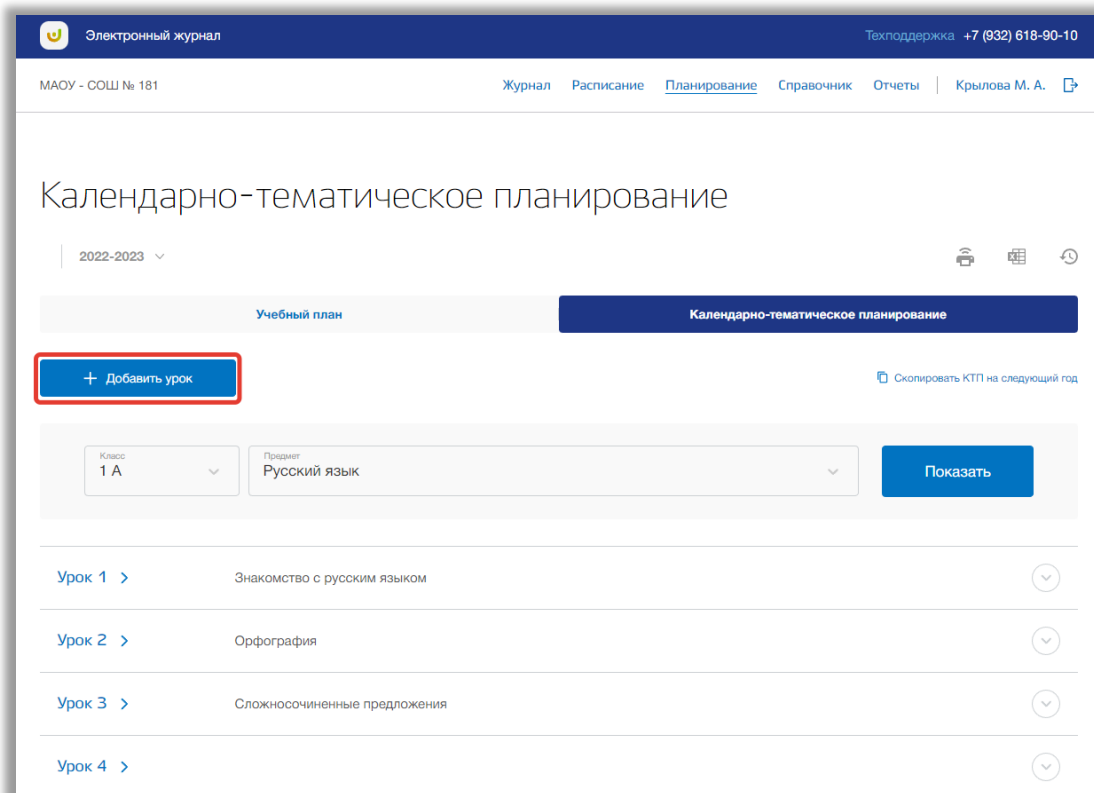 Электронный журнал
Техподдержка +7 (932) 618-90-10
МАОУ - СОШ № 181
Журнал Расписание Планирование Справочник Отчеты Крылова М. А.
Календарно-тематическое планирование
2022-2023
Учебный план
Календарно-тематическое планирование
+ Добавить урок
Скопировать КТП на следующий год
Класс
1 А
Предмет
Русский язык
Показать
Урок 1 > Знакомство с русским языком
Урок 2 > Орфография
Урок 3 > Сложносочиненные предложения
Урок 4 >